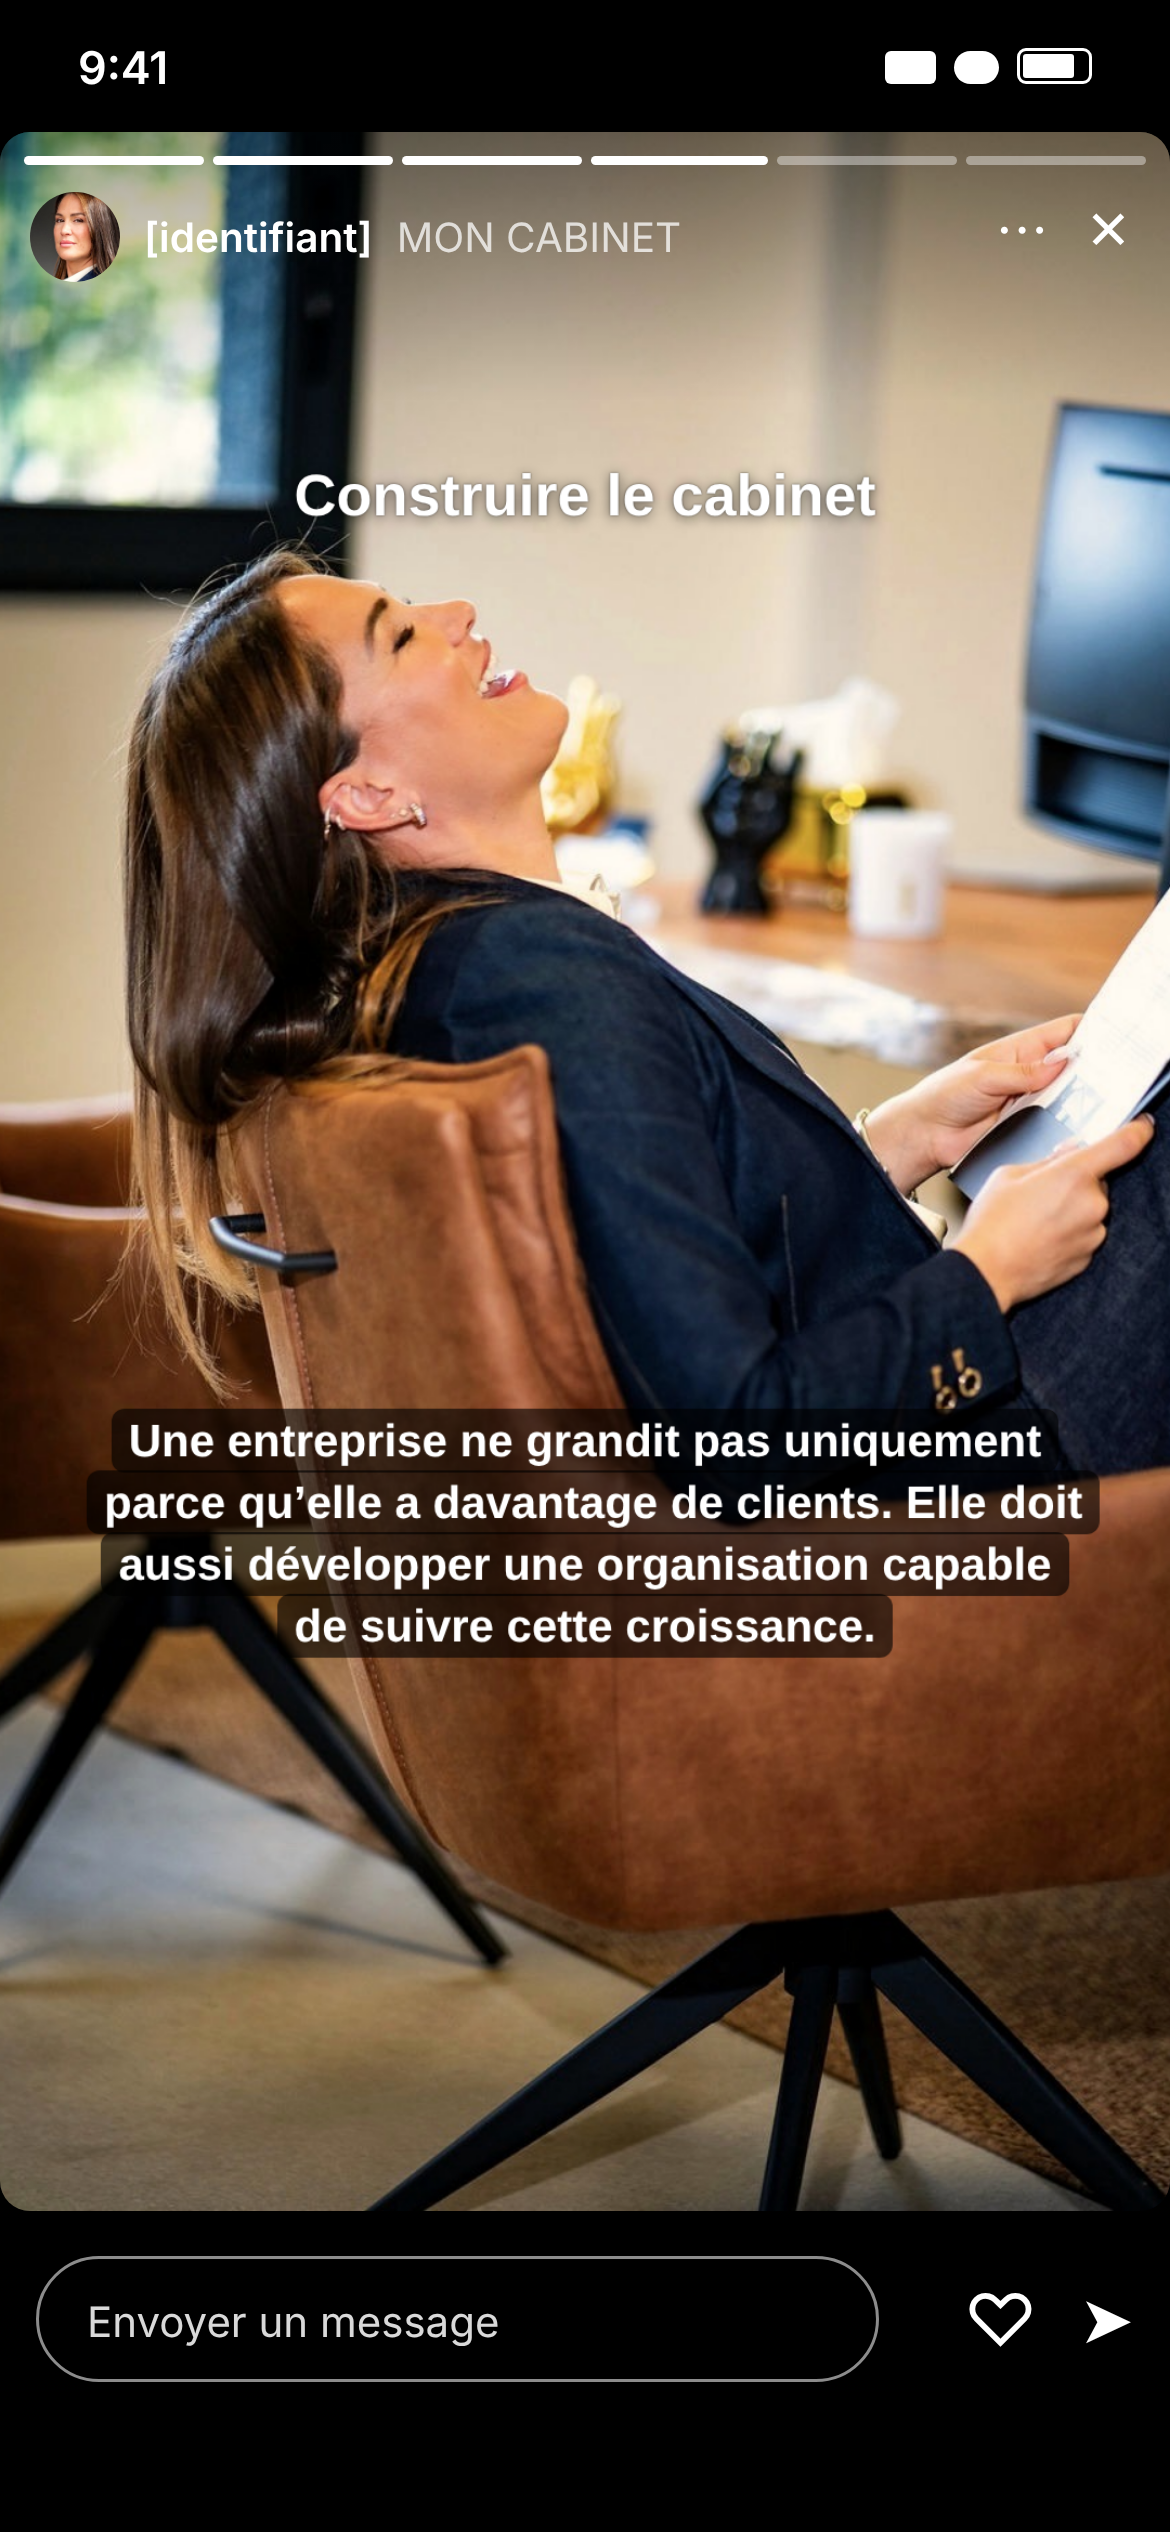 9:41
[identifiant] MON CABINET
Construire le cabinet
Une entreprise ne grandit pas uniquement
parce qu’elle a davantage de clients. Elle doit
aussi développer une organisation capable
de suivre cette croissance.
Envoyer un message